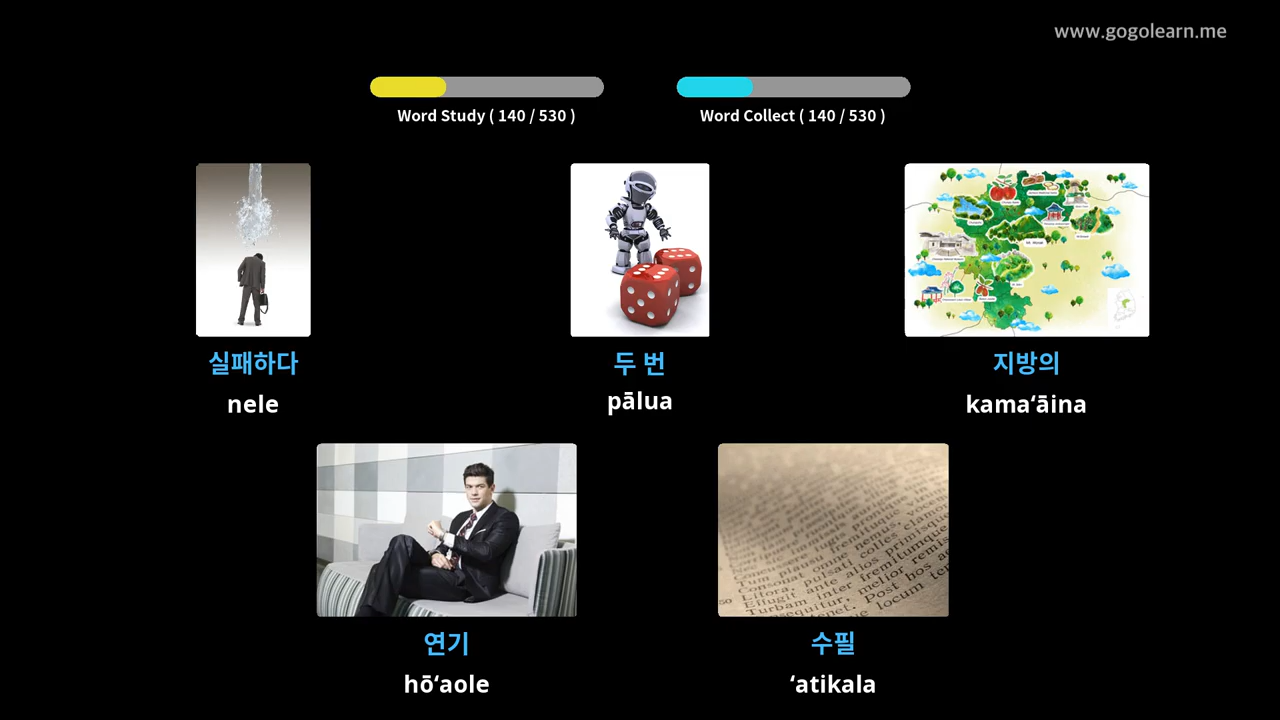 www.gogolearn.me
Word Study ( 140 / 530 )
Word Collect ( 140 / 530 )
실패하다
nele
두 번
pālua
지방의
kamaʻāina
연기
hōʻaole
수필
ʻatikala